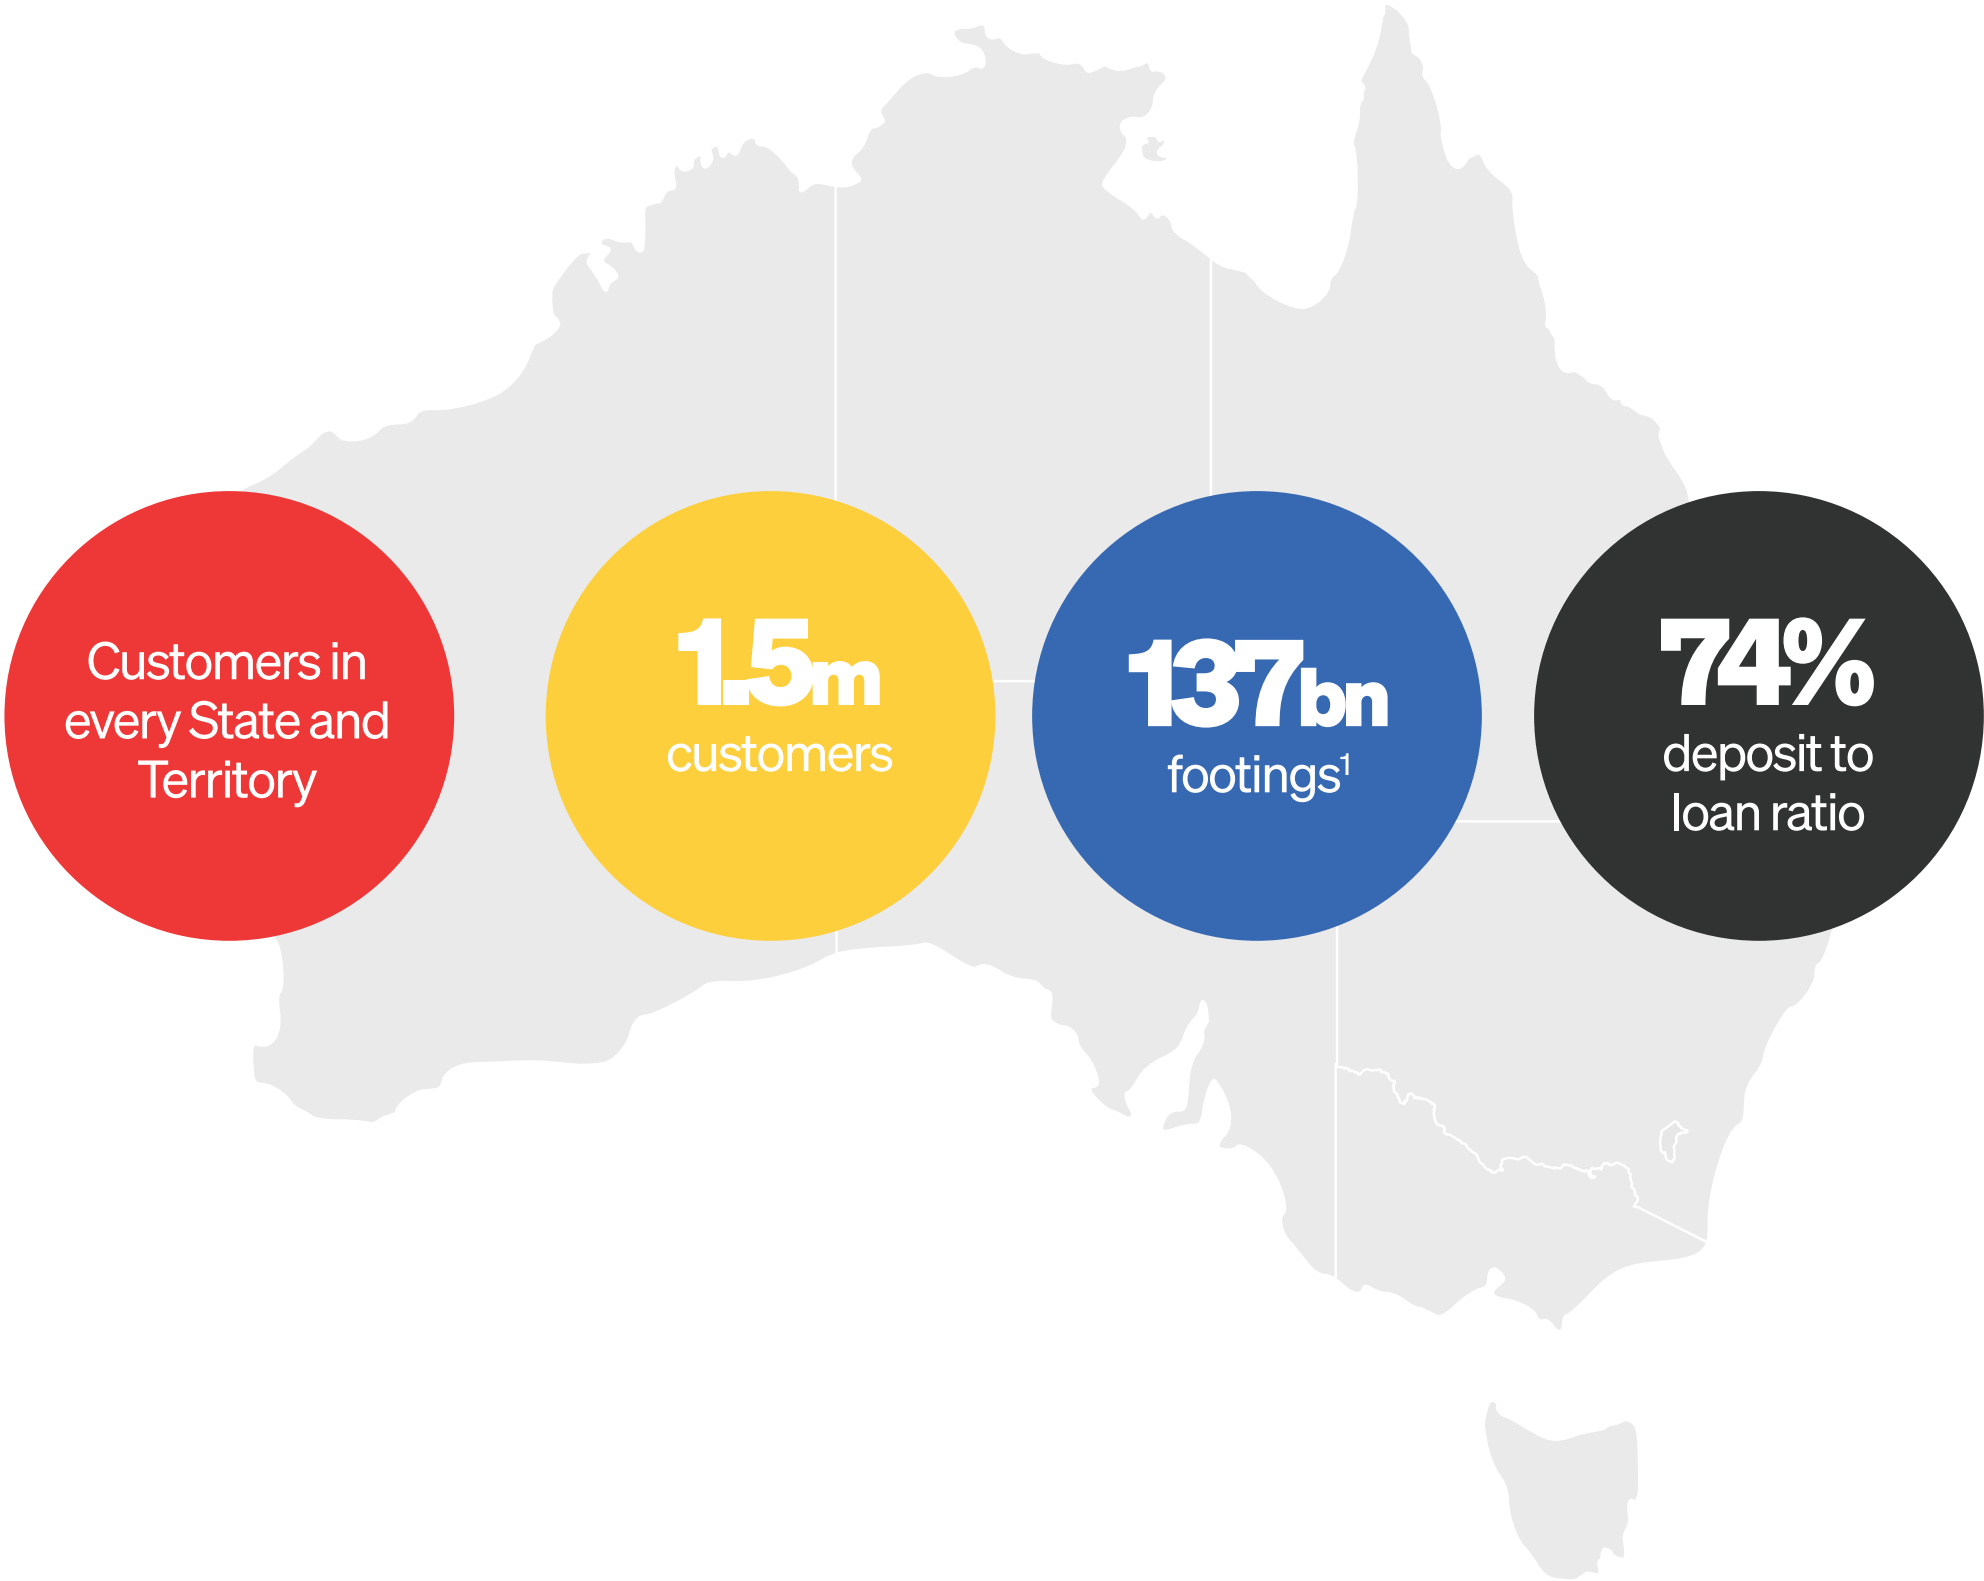 Customers in
every State and
Territory
1.5m
customers
137bn
footings¹
74%
deposit to
loan ratio